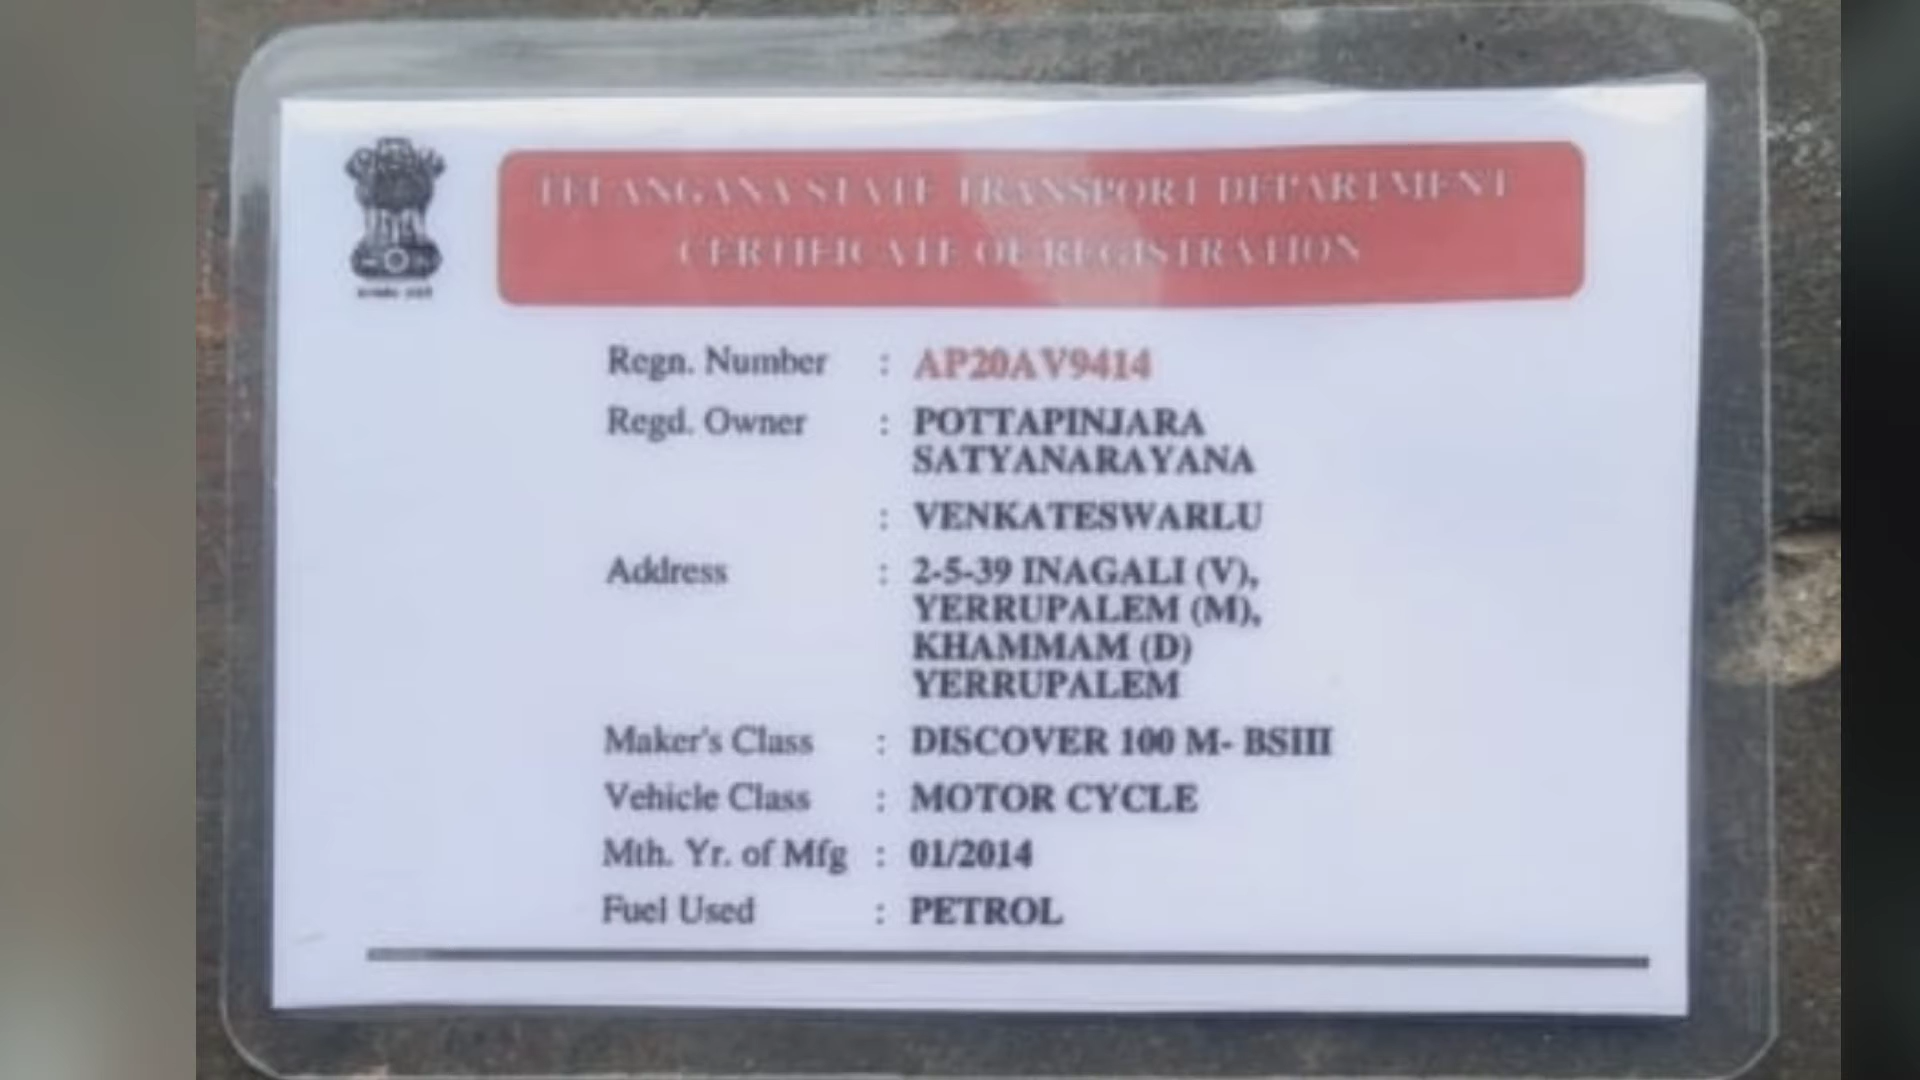 TELANGANA STATE TRANSPORT DEPARTMENT
CERTIFICATE OF REGISTRATION
Regn. Number : AP20AV9414
Regd. Owner : POTTAPINJARA
SATYANARAYANA
: VENKATESWARLU
Address : 2-5-39 INAGALI (V),
YERRUPALEM (M),
KHAMMAM (D)
YERRUPALEM
Maker's Class : DISCOVER 100 M- BSIII
Vehicle Class : MOTOR CYCLE
Mth. Yr. of Mfg : 01/2014
Fuel Used : PETROL